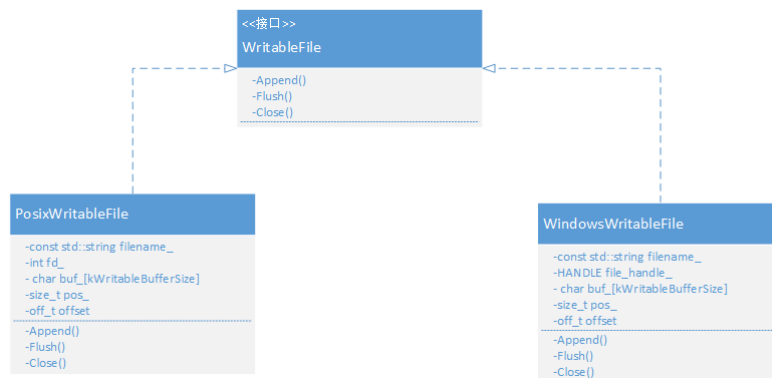 <<接口>>
WritableFile
-Append()
-Flush()
-Close()
PosixWritableFile
-const std::string filename_
-int fd_
- char buf_[kWritableBufferSize]
-size_t pos_
-off_t offset
-Append()
-Flush()
-Close()
WindowsWritableFile
-const std::string filename_
-HANDLE file_handle_
- char buf_[kWritableBufferSize]
-size_t pos_
-off_t offset
-Append()
-Flush()
-Close()